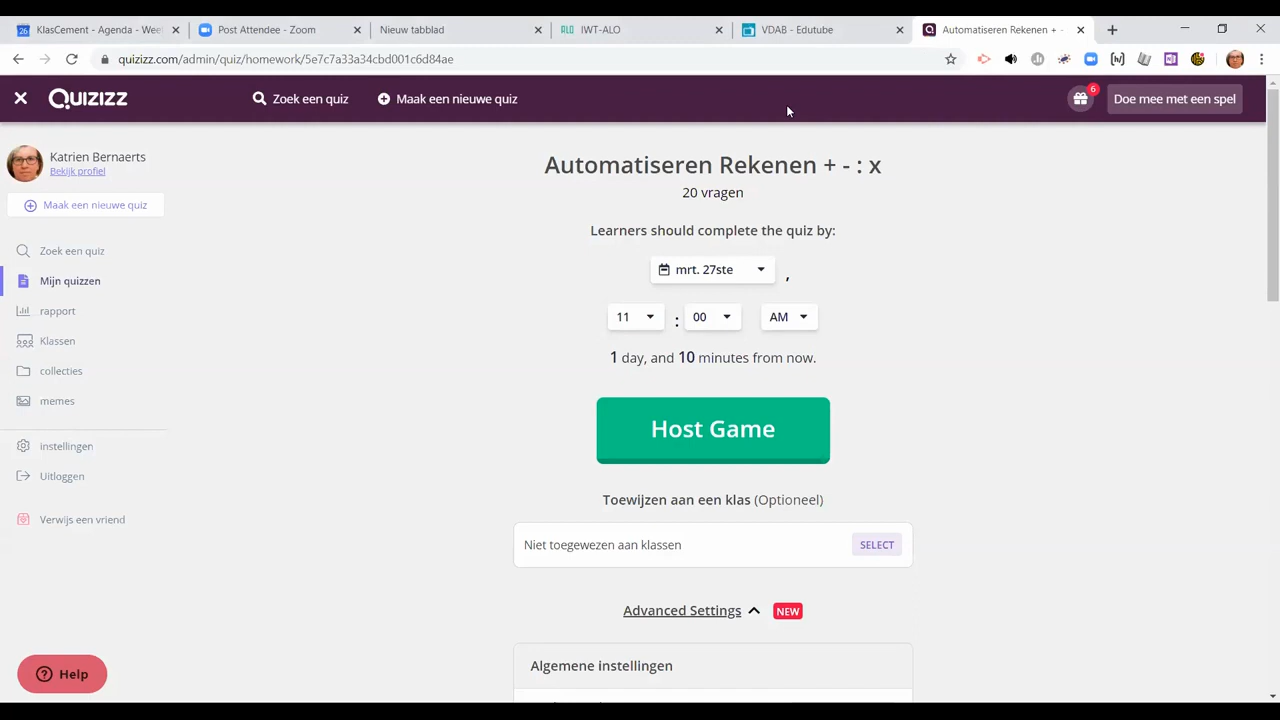 KlasCement - Agenda - Wee
Post Attendee - Zoom
Nieuw tabblad
ALO IWT-ALO
VDAB - Edutube
Automatiseren Rekenen + -
quizizz.com/admin/quiz/homework/5e7c7a33a34cbd001c6d84ae
QUIZIZZ
Zoek een quiz
Maak een nieuwe quiz
6
Doe mee met een spel
Katrien Bernaerts
Bekijk profiel
Maak een nieuwe quiz
Zoek een quiz
Mijn quizzen
rapport
Klassen
collecties
memes
instellingen
Uitloggen
Verwijs een vriend
Help
Automatiseren Rekenen + - : x
20 vragen
Learners should complete the quiz by:
mrt. 27ste ,
11 : 00 AM
1 day, and 10 minutes from now.
Host Game
Toewijzen aan een klas (Optioneel)
Niet toegewezen aan klassen SELECT
Advanced Settings NEW
Algemene instellingen